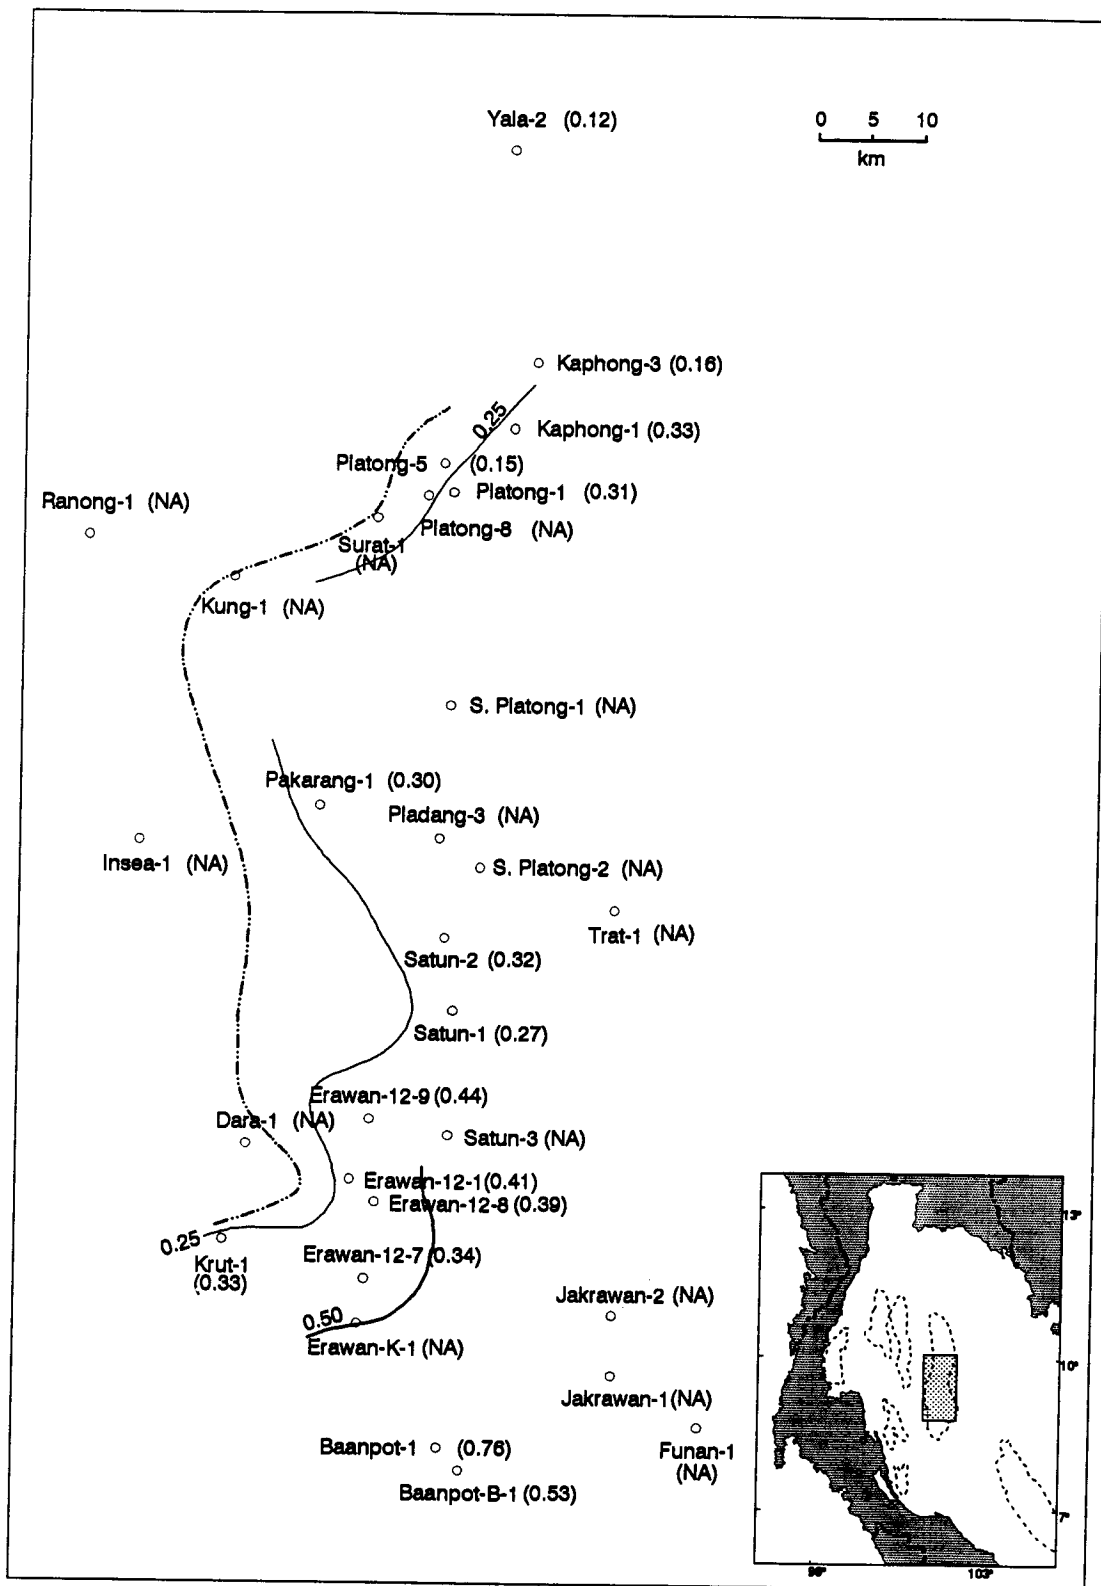 Yala-2 (0.12)
0 5 10
km
Kaphong-3 (0.16)
0.25
Kaphong-1 (0.33)
Platong-5 (0.15)
Ranong-1 (NA)
Platong-1 (0.31)
Platong-8 (NA)
Surat-1
(NA)
Kung-1 (NA)
S. Platong-1 (NA)
Pakarang-1 (0.30)
Pladang-3 (NA)
Insea-1 (NA)
S. Platong-2 (NA)
Trat-1 (NA)
Satun-2 (0.32)
Satun-1 (0.27)
Erawan-12-9 (0.44)
Dara-1 (NA)
Satun-3 (NA)
Erawan-12-1 (0.41)
Erawan-12-8 (0.39)
0.25
Krut-1
(0.33)
Erawan-12-7 (0.34)
Jakrawan-2 (NA)
0.50
Erawan-K-1 (NA)
Jakrawan-1 (NA)
Baanpot-1 (0.76)
Funan-1
(NA)
Baanpot-B-1 (0.53)
13°
10°
7°
103°